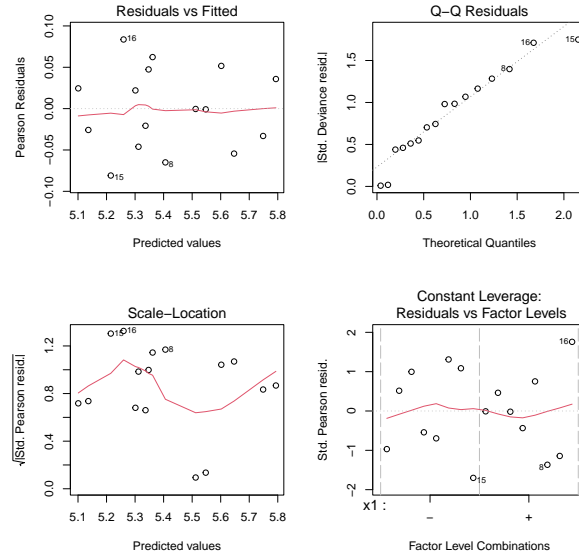 Residuals vs Fitted
Pearson Residuals
0.10
0.05
0.00
−0.05
−0.10
16
15
8
5.1 5.2 5.3 5.4 5.5 5.6 5.7 5.8
Predicted values
Q−Q Residuals
|Std. Deviance resid.|
1.5
1.0
0.5
0.0
16
15
8
0.0 0.5 1.0 1.5 2.0
Theoretical Quantiles
Scale−Location
√|Std. Pearson resid.|
1.2
0.8
0.4
0.0
15
16
8
5.1 5.2 5.3 5.4 5.5 5.6 5.7 5.8
Predicted values
Constant Leverage:
Residuals vs Factor Levels
Std. Pearson resid.
2
1
0
−1
−2
16
15
8
x1 :
− +
Factor Level Combinations